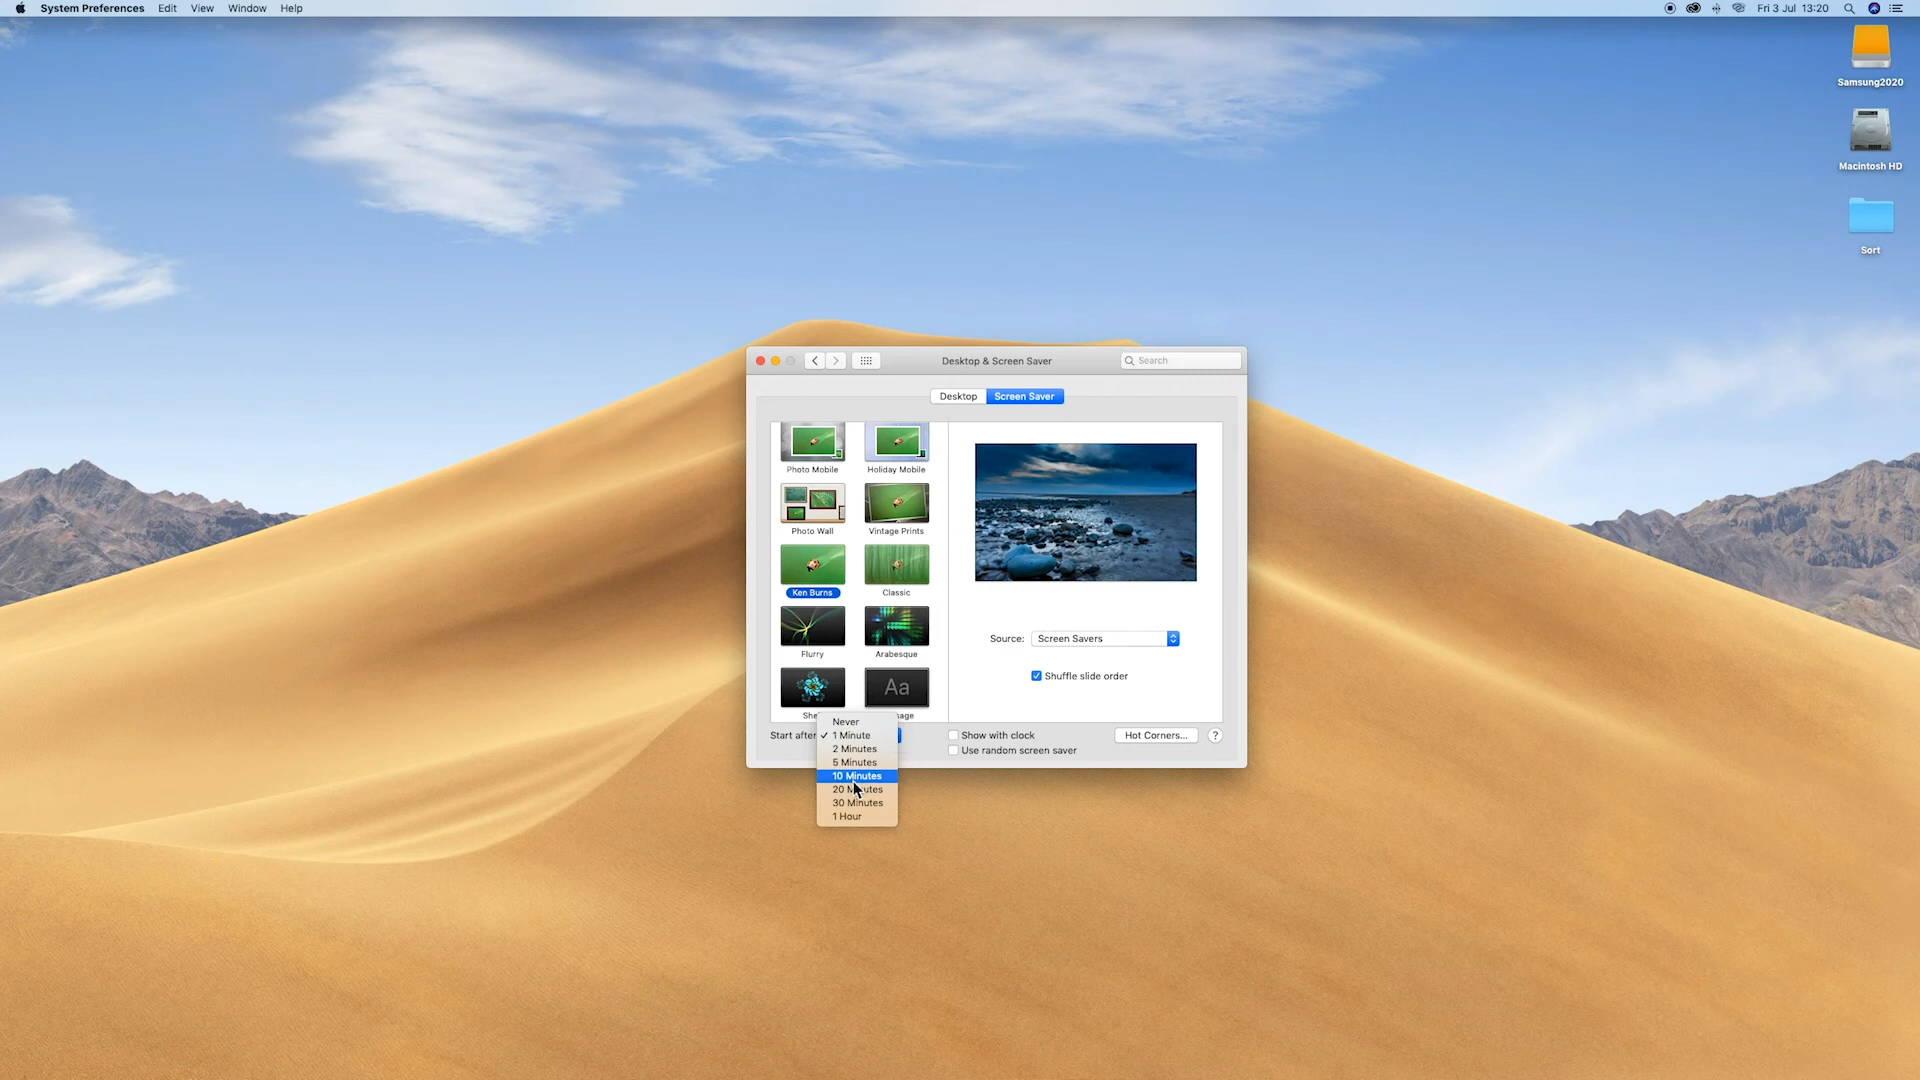 System Preferences Edit View Window Help
Fri 3 Jul 13:20
Samsung2020
Macintosh HD
Sort
Desktop & Screen Saver
Search
Desktop Screen Saver
Photo Mobile
Holiday Mobile
Photo Wall
Vintage Prints
Ken Burns
Classic
Flurry
Arabesque
Aa
Source: Screen Savers
Shuffle slide order
Start after
Never
✓ 1 Minute
2 Minutes
5 Minutes
10 Minutes
20 Minutes
30 Minutes
1 Hour
Show with clock
Use random screen saver
Hot Corners...
?